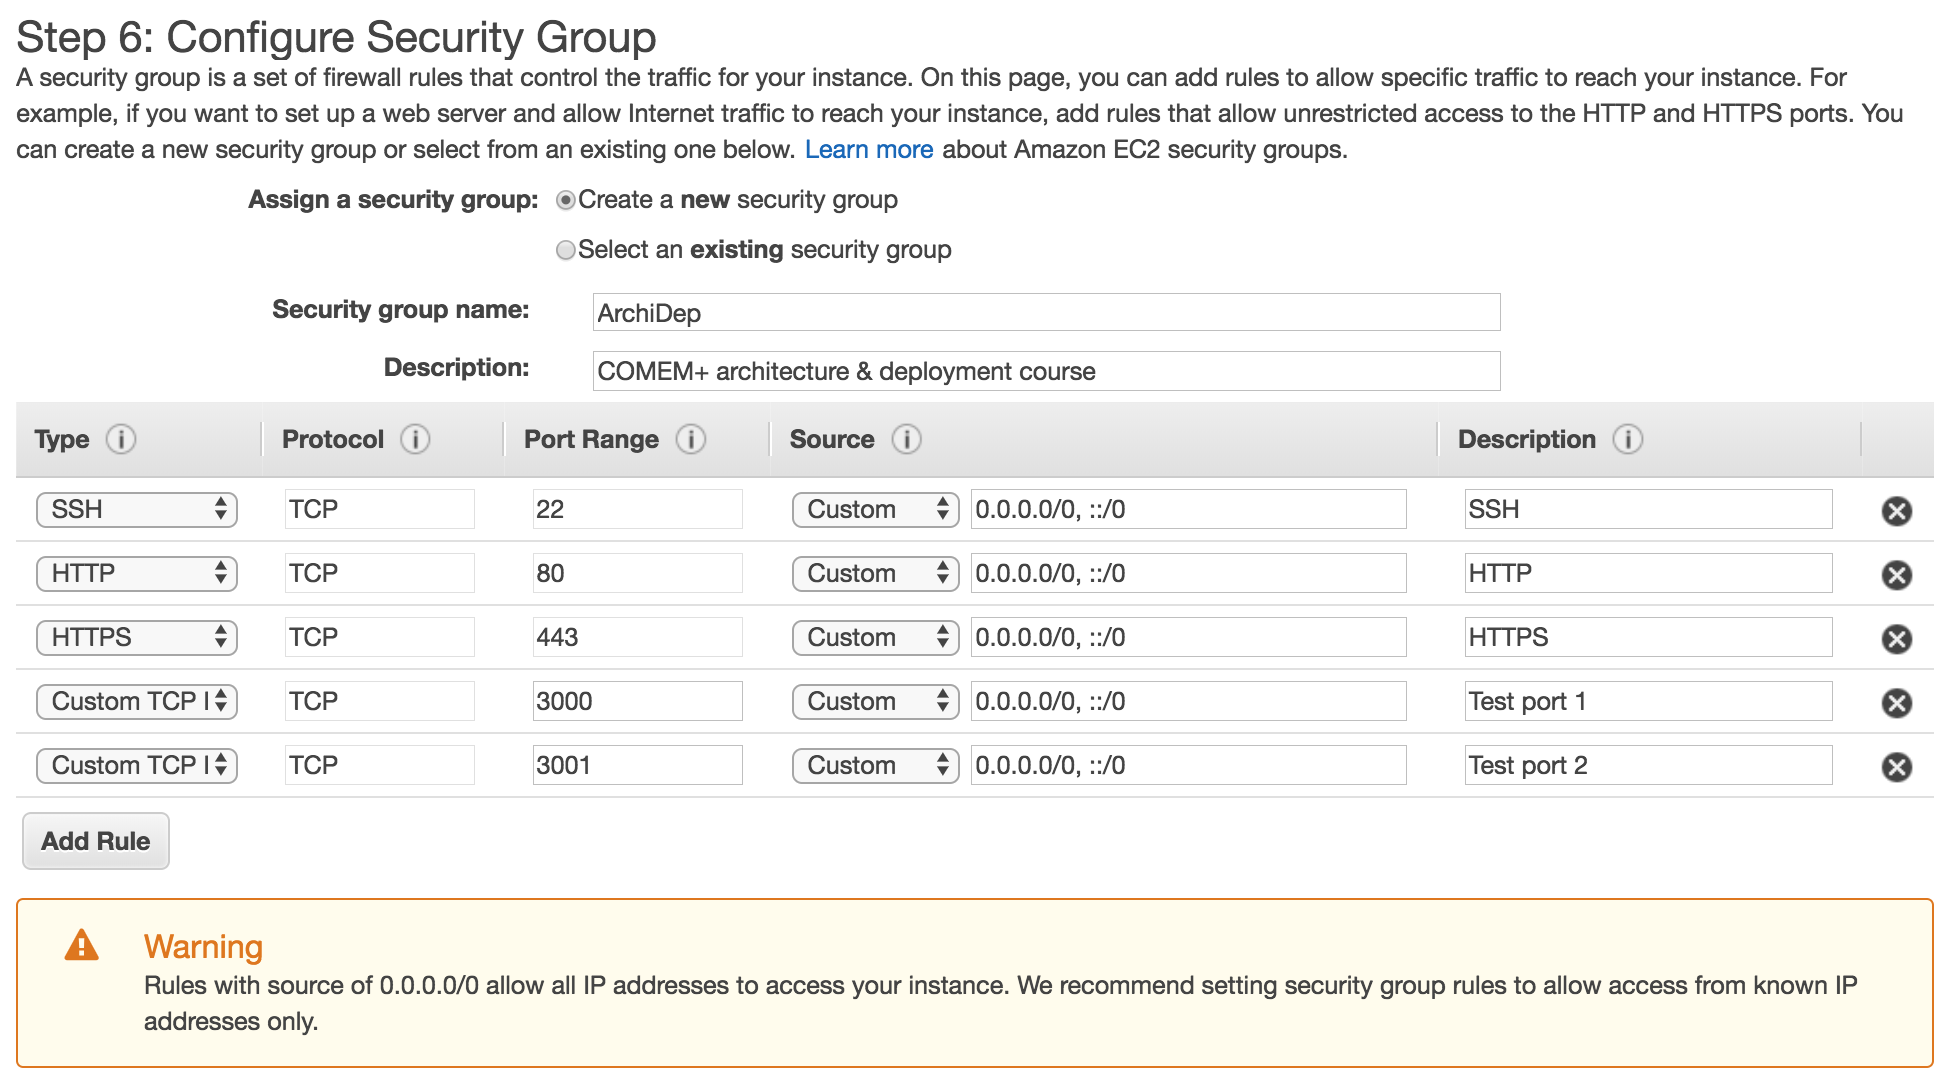 Step 6: Configure Security Group
A security group is a set of firewall rules that control the traffic for your instance. On this page, you can add rules to allow specific traffic to reach your instance. For
example, if you want to set up a web server and allow Internet traffic to reach your instance, add rules that allow unrestricted access to the HTTP and HTTPS ports. You
can create a new security group or select from an existing one below. Learn more about Amazon EC2 security groups.
Assign a security group: Create a new security group
Select an existing security group
Security group name: ArchiDep
Description: COMEM+ architecture & deployment course
Type Protocol Port Range Source Description
SSH TCP 22 Custom 0.0.0.0/0, ::/0 SSH
HTTP TCP 80 Custom 0.0.0.0/0, ::/0 HTTP
HTTPS TCP 443 Custom 0.0.0.0/0, ::/0 HTTPS
Custom TCP TCP 3000 Custom 0.0.0.0/0, ::/0 Test port 1
Custom TCP TCP 3001 Custom 0.0.0.0/0, ::/0 Test port 2
Add Rule
Warning
Rules with source of 0.0.0.0/0 allow all IP addresses to access your instance. We recommend setting security group rules to allow access from known IP
addresses only.